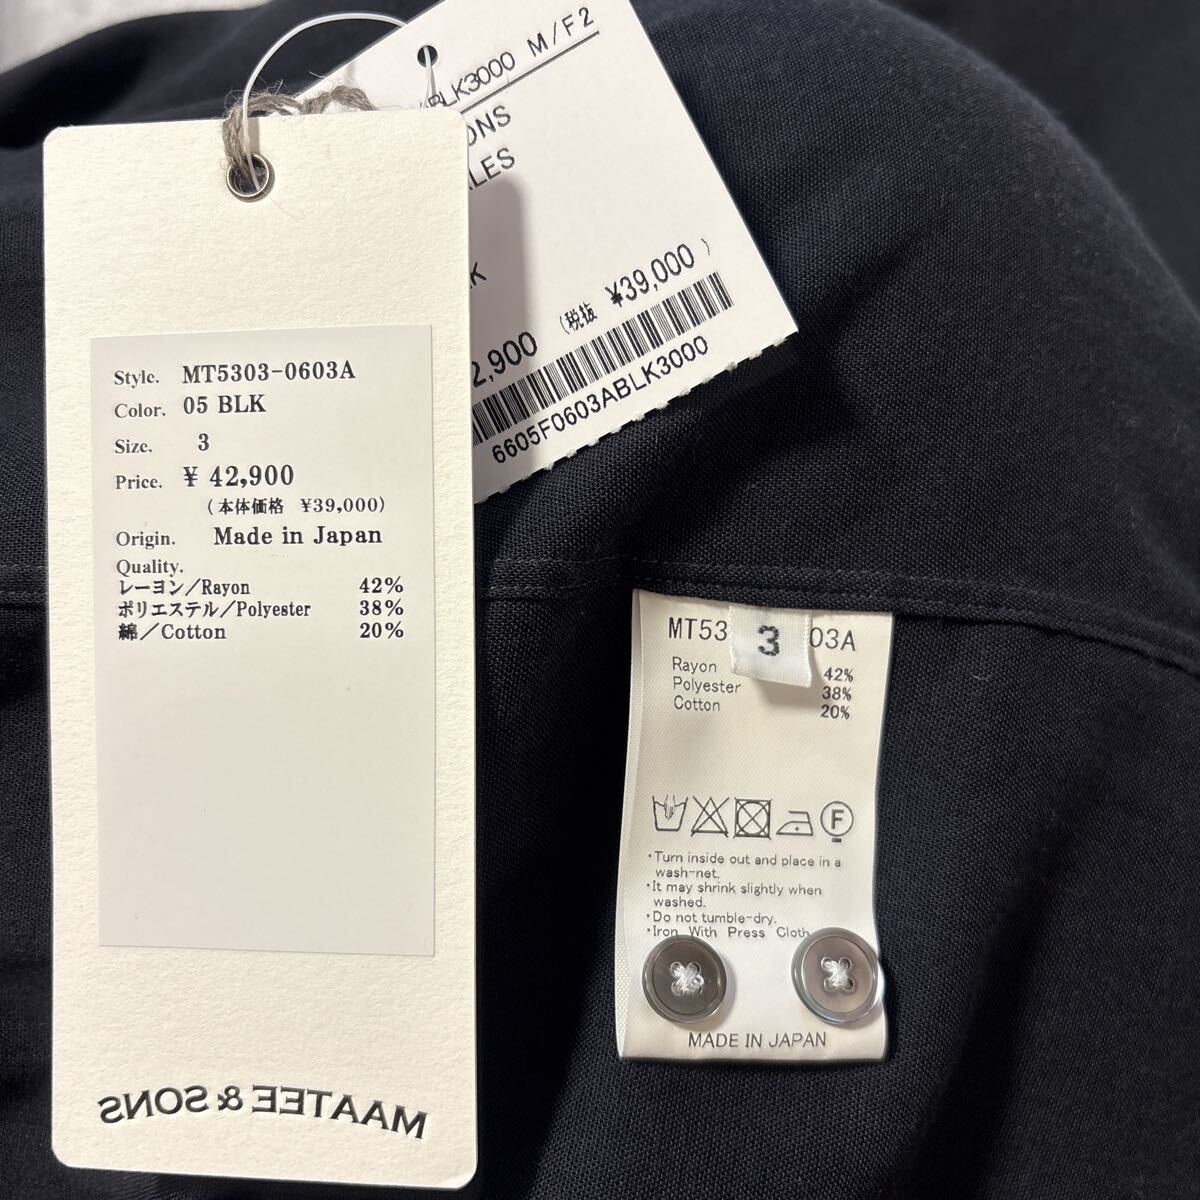 Style. MT5303-0603A
Color. 05 BLK
Size. 3
Price. ¥ 42,900
(本体価格 ¥39,000)
Origin. Made in Japan
Quality.
レーヨン/Rayon 42%
ポリエステル/Polyester 38%
綿/Cotton 20%
MAATEE & SONS
BLK3000 M/F2
ONS
LES
K
2,900 (税抜 ¥39,000)
6605F0603ABLK3000
MT53 03A
3
Rayon 42%
Polyester 38%
Cotton 20%
F
・Turn inside out and place in a
wash-net.
・It may shrink slightly when
washed.
・Do not tumble-dry.
・Iron With Press Cloth
MADE IN JAPAN